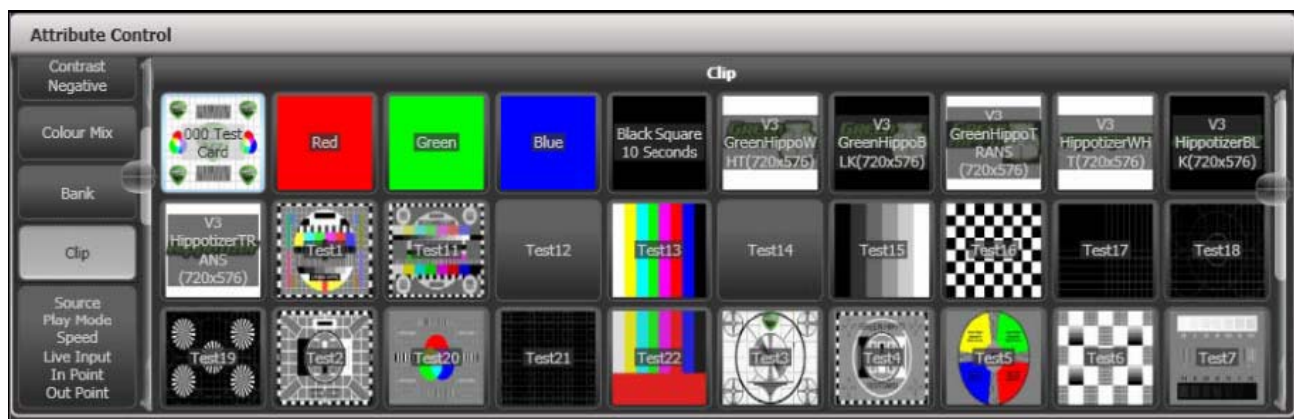 Attribute Control
Contrast
Negative
Colour Mix
Bank
Clip
Source
Play Mode
Speed
Live Input
In Point
Out Point
Clip
000 Test
Card
Red
Green
Blue
Black Square
10 Seconds
V3
GreenHippoW
HT(720x576)
V3
GreenHippoB
LK(720x576)
V3
GreenHippoT
RANS
(720x576)
V3
HippotizerWH
T(720x576)
V3
HippotizerBL
K(720x576)
V3
HippotizerTR
ANS
(720x576)
Test1
Test11
Test12
Test13
Test14
Test15
Test16
Test17
Test18
Test19
Test2
Test20
Test21
Test22
Test3
Test4
Test5
Test6
Test7